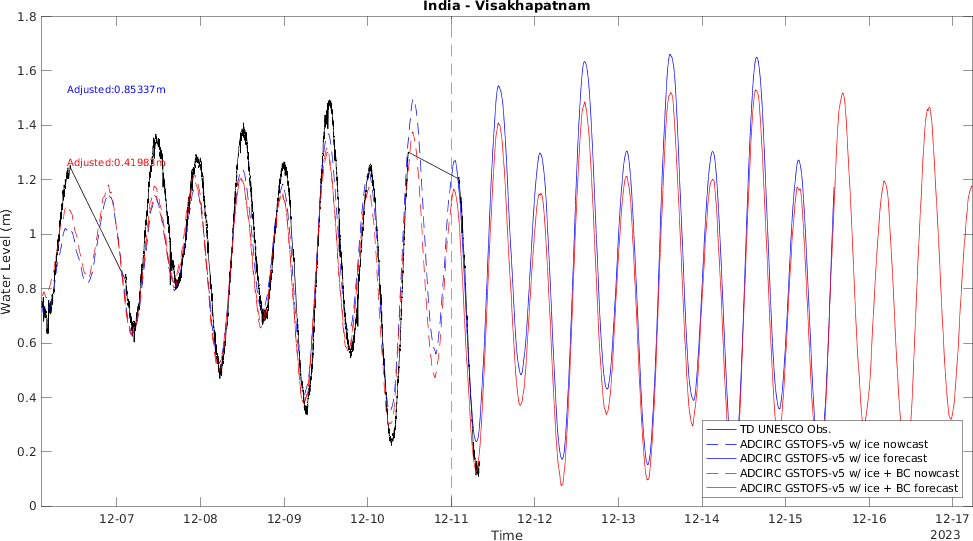 India - Visakhapatnam
Water Level (m)
1.8
1.6
1.4
1.2
1
0.8
0.6
0.4
0.2
0
Adjusted:0.85337m
Adjusted:0.41983m
TD UNESCO Obs.
ADCIRC GSTOFS-v5 w/ ice nowcast
ADCIRC GSTOFS-v5 w/ ice forecast
ADCIRC GSTOFS-v5 w/ ice + BC nowcast
ADCIRC GSTOFS-v5 w/ ice + BC forecast
12-07 12-08 12-09 12-10 12-11 12-12 12-13 12-14 12-15 12-16 12-17
Time
2023